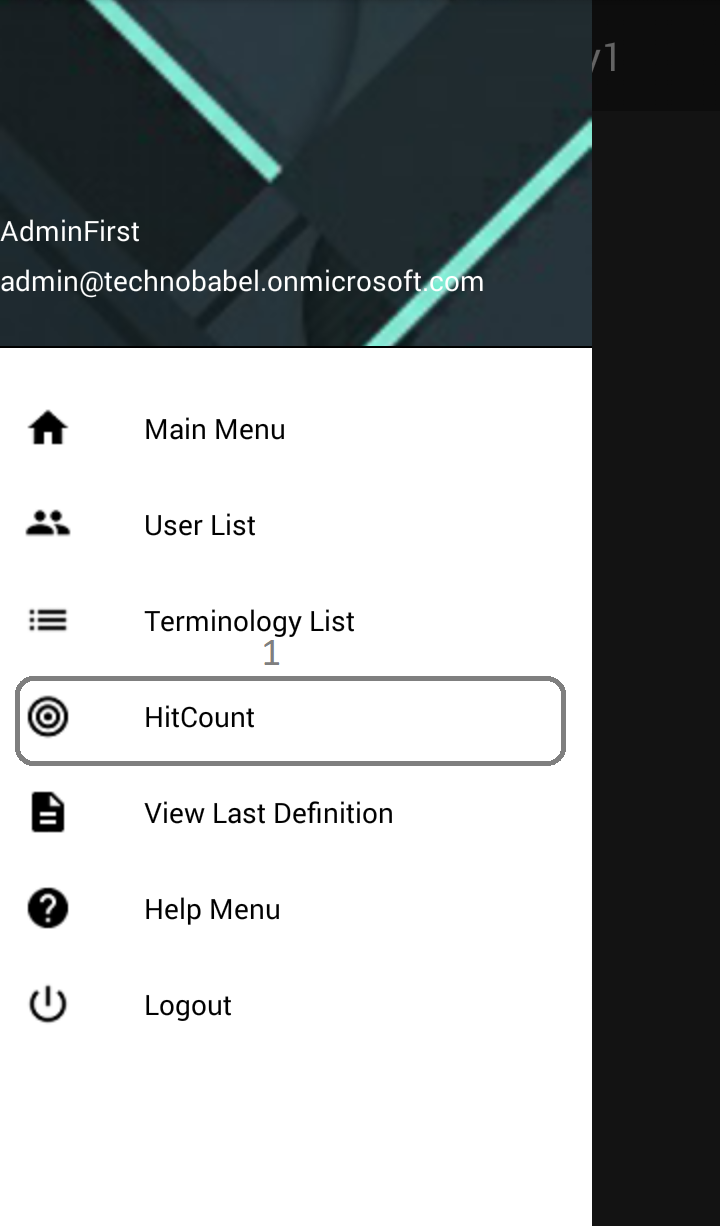 y1
AdminFirst
admin@technobabel.onmicrosoft.com
Main Menu
User List
Terminology List
1
HitCount
View Last Definition
Help Menu
Logout